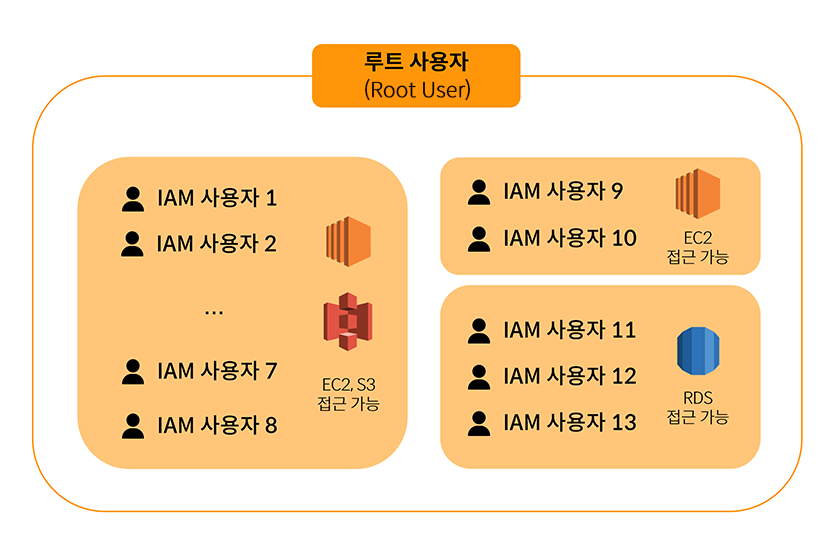 루트 사용자
(Root User)
IAM 사용자 1
IAM 사용자 2
...
IAM 사용자 7
IAM 사용자 8
EC2, S3
접근 가능
IAM 사용자 9
IAM 사용자 10
EC2
접근 가능
IAM 사용자 11
IAM 사용자 12
IAM 사용자 13
RDS
접근 가능